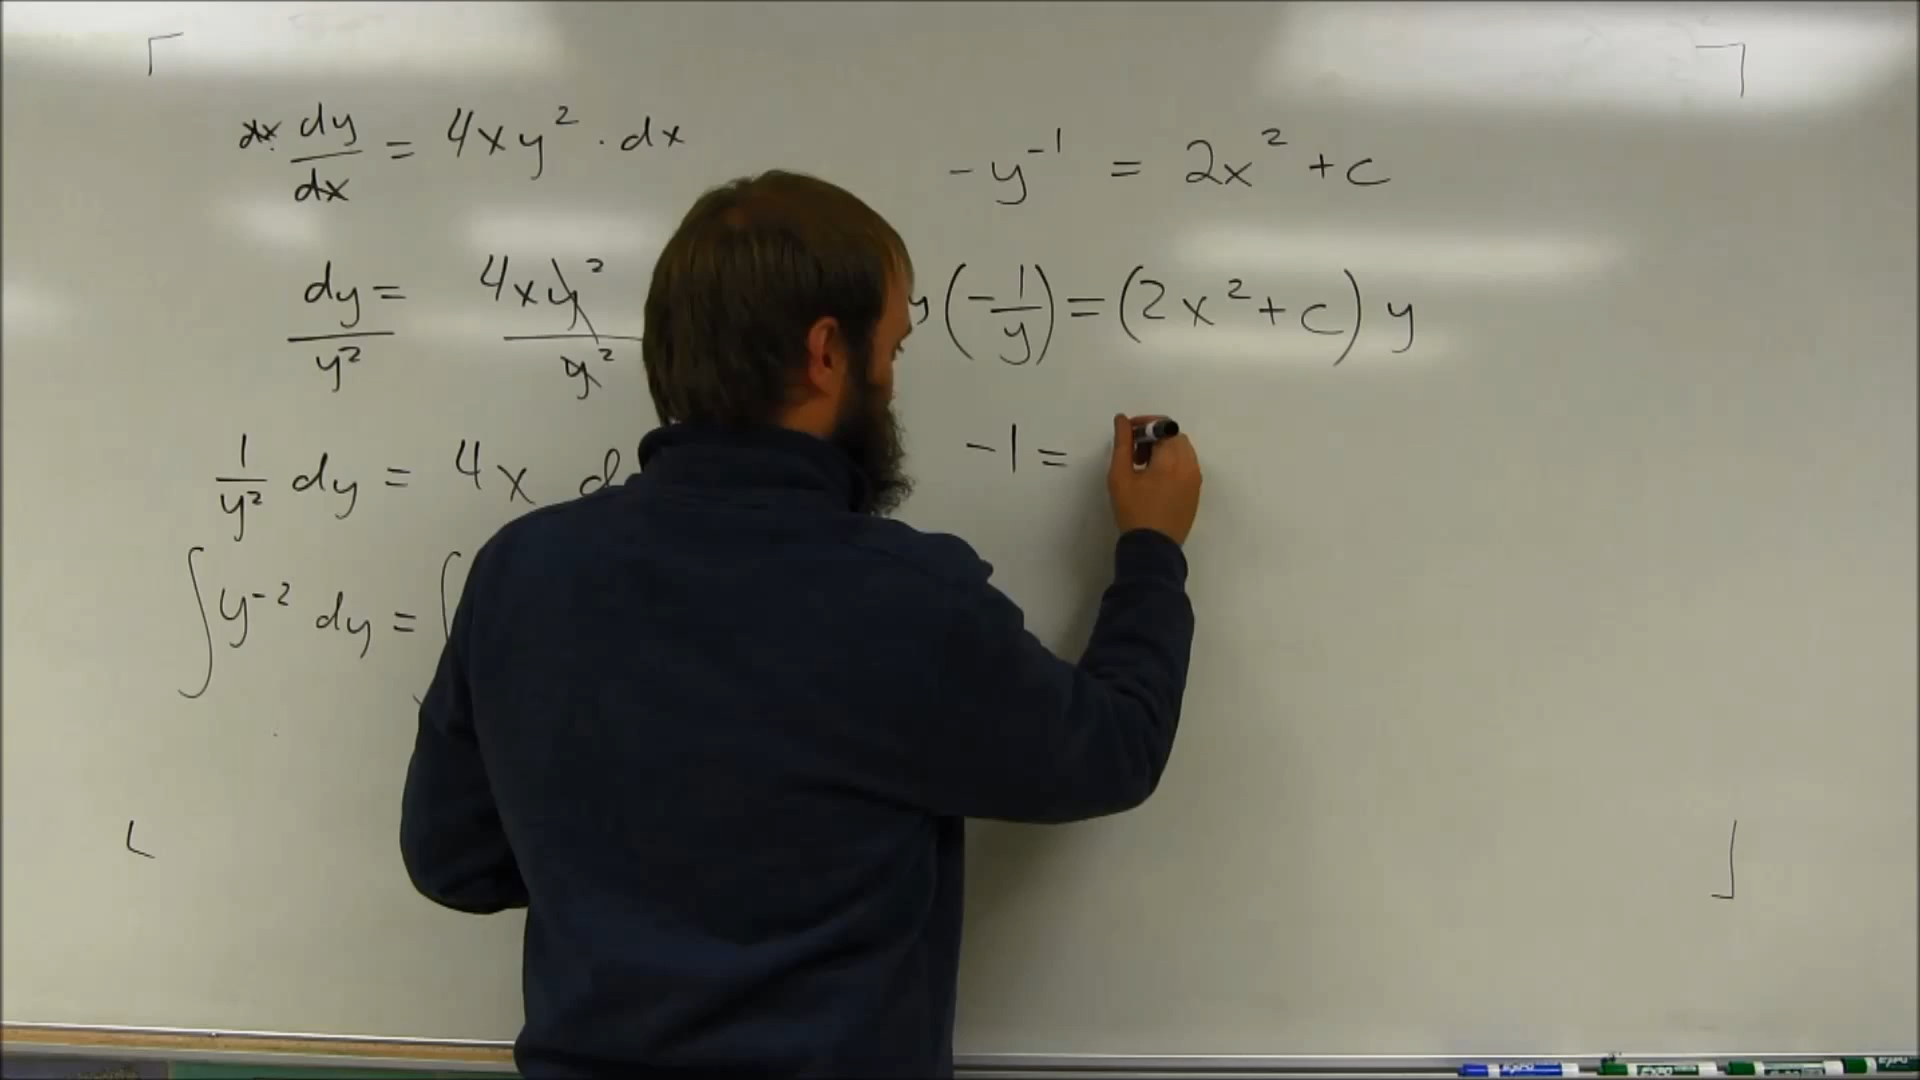 dx · dy/dx = 4xy² · dx
dy/y² = 4xy²/y²
1/y² dy = 4x d
∫y⁻² dy = ∫
-y⁻¹ = 2x² + c
y(-1/y) = (2x² + c) y
-1 =